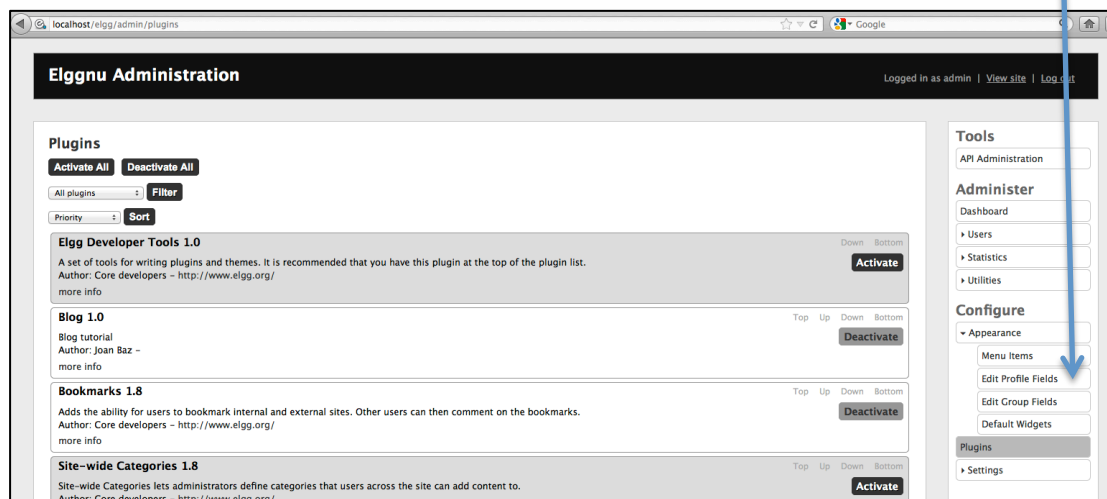 localhost/elgg/admin/plugins
Google
Elggnu Administration
Logged in as admin | View site | Log out
Plugins
Activate All Deactivate All
All plugins Filter
Priority Sort
Elgg Developer Tools 1.0
Down Bottom
A set of tools for writing plugins and themes. It is recommended that you have this plugin at the top of the plugin list.
Activate
Author: Core developers – http://www.elgg.org/
more info
Blog 1.0
Top Up Down Bottom
Blog tutorial
Deactivate
Author: Joan Baz –
more info
Bookmarks 1.8
Top Up Down Bottom
Adds the ability for users to bookmark internal and external sites. Other users can then comment on the bookmarks.
Deactivate
Author: Core developers – http://www.elgg.org/
more info
Site-wide Categories 1.8
Top Up Down Bottom
Site-wide Categories lets administrators define categories that users across the site can add content to.
Activate
Author: Core developers – http://www.elgg.org/
Tools
API Administration
Administer
Dashboard
Users
Statistics
Utilities
Configure
Appearance
Menu Items
Edit Profile Fields
Edit Group Fields
Default Widgets
Plugins
Settings